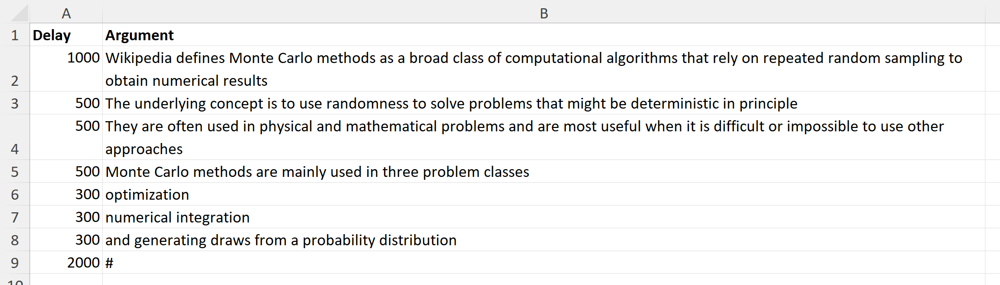 A B
1 Delay Argument
1000 Wikipedia defines Monte Carlo methods as a broad class of computational algorithms that rely on repeated random sampling to
2 obtain numerical results
3 500 The underlying concept is to use randomness to solve problems that might be deterministic in principle
500 They are often used in physical and mathematical problems and are most useful when it is difficult or impossible to use other
4 approaches
5 500 Monte Carlo methods are mainly used in three problem classes
6 300 optimization
7 300 numerical integration
8 300 and generating draws from a probability distribution
9 2000 #
10